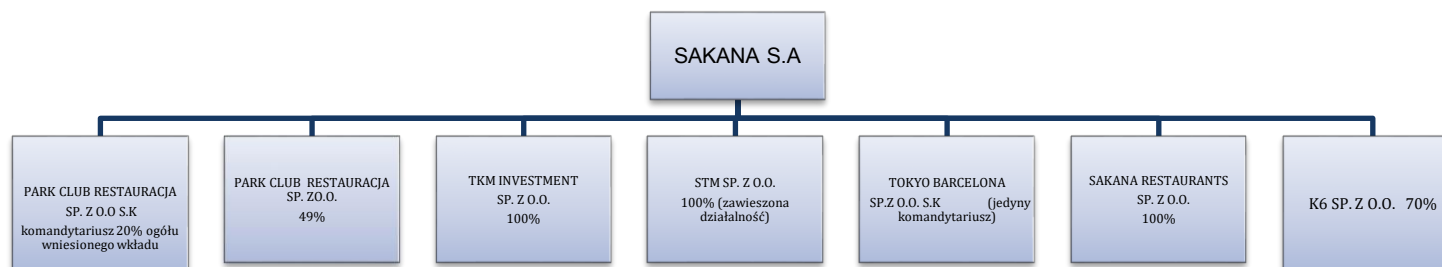 SAKANA S.A
PARK CLUB RESTAURACJA
SP. Z O.O S.K
komandytariusz 20% ogółu
wniesionego wkładu
PARK CLUB RESTAURACJA
SP. ZO.O.
49%
TKM INVESTMENT
SP. Z O.O.
100%
STM SP. Z O.O.
100% (zawieszona
działalność)
TOKYO BARCELONA
SP.Z O.O. S.K (jedyny
komandytariusz)
SAKANA RESTAURANTS
SP. Z O.O.
100%
K6 SP. Z O.O. 70%